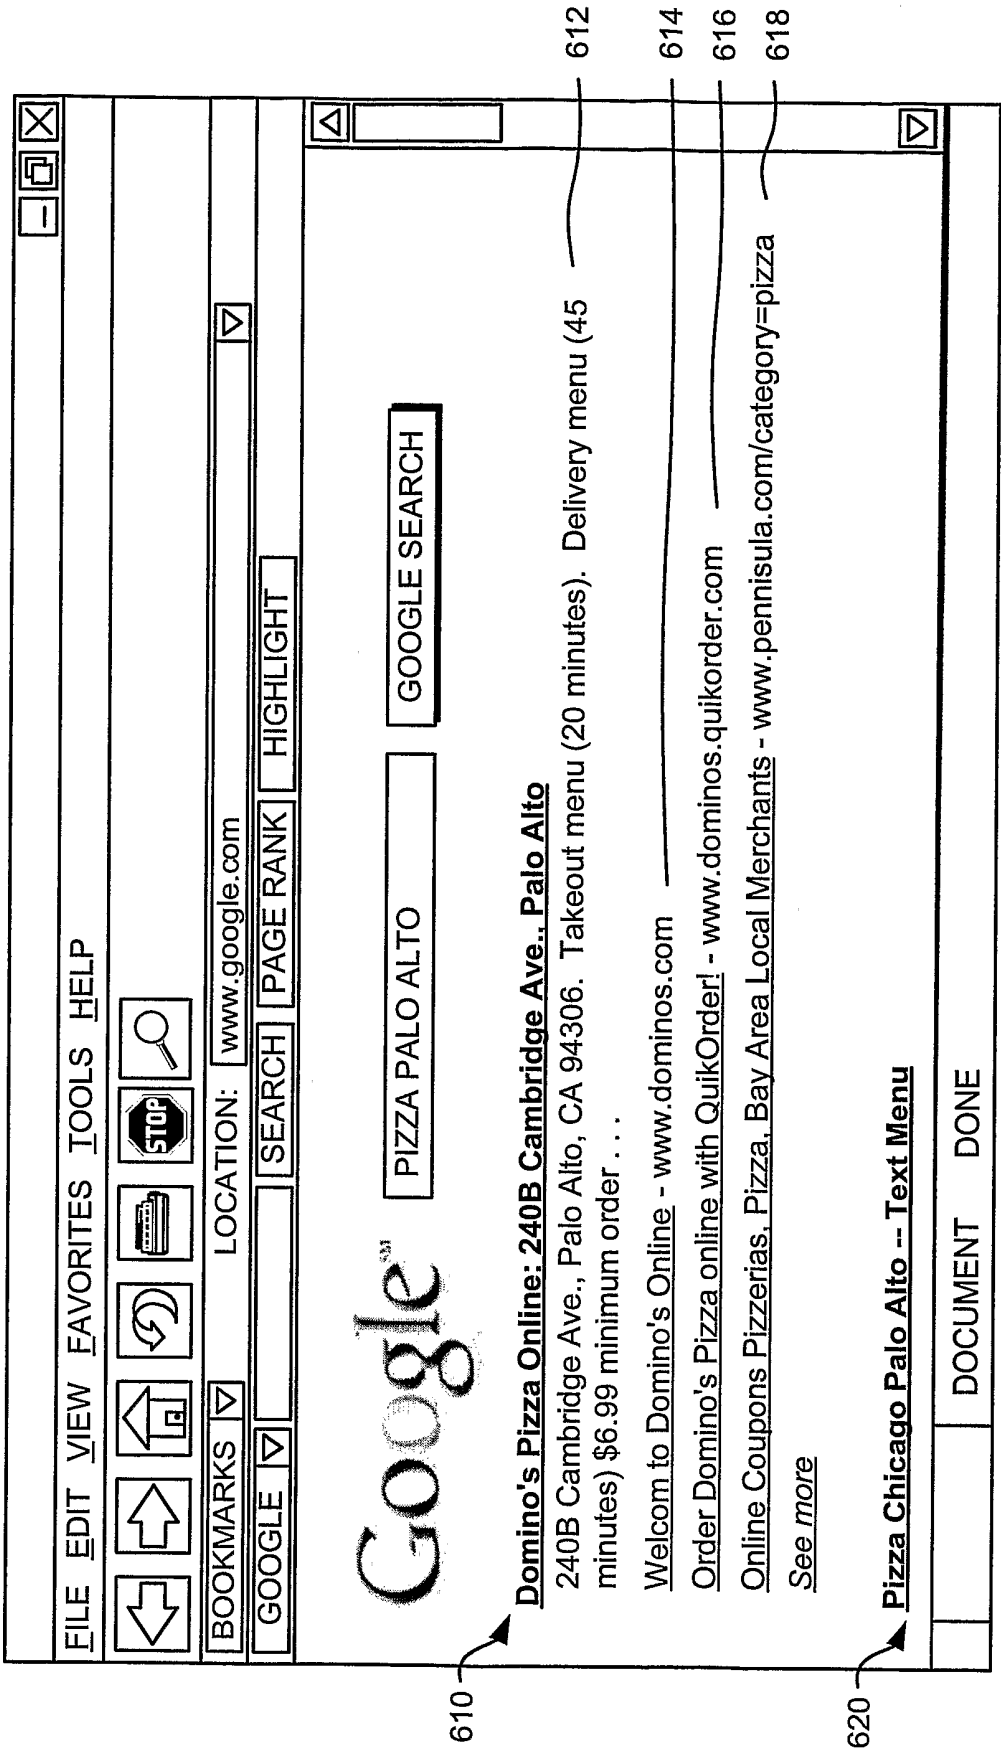 FILE EDIT VIEW FAVORITES TOOLS HELP
STOP
BOOKMARKS LOCATION: www.google.com
GOOGLE SEARCH PAGE RANK HIGHLIGHT
Google SM PIZZA PALO ALTO GOOGLE SEARCH
610
Domino's Pizza Online: 240B Cambridge Ave., Palo Alto
240B Cambridge Ave., Palo Alto, CA 94306. Takeout menu (20 minutes). Delivery menu (45 612
minutes) $6.99 minimum order . . .
Welcom to Domino's Online - www.dominos.com 614
Order Domino's Pizza online with QuikOrder! - www.dominos.quikorder.com 616
Online Coupons Pizzerias, Pizza, Bay Area Local Merchants - www.pennisula.com/category=pizza 618
See more
620
Pizza Chicago Palo Alto -- Text Menu
DOCUMENT DONE